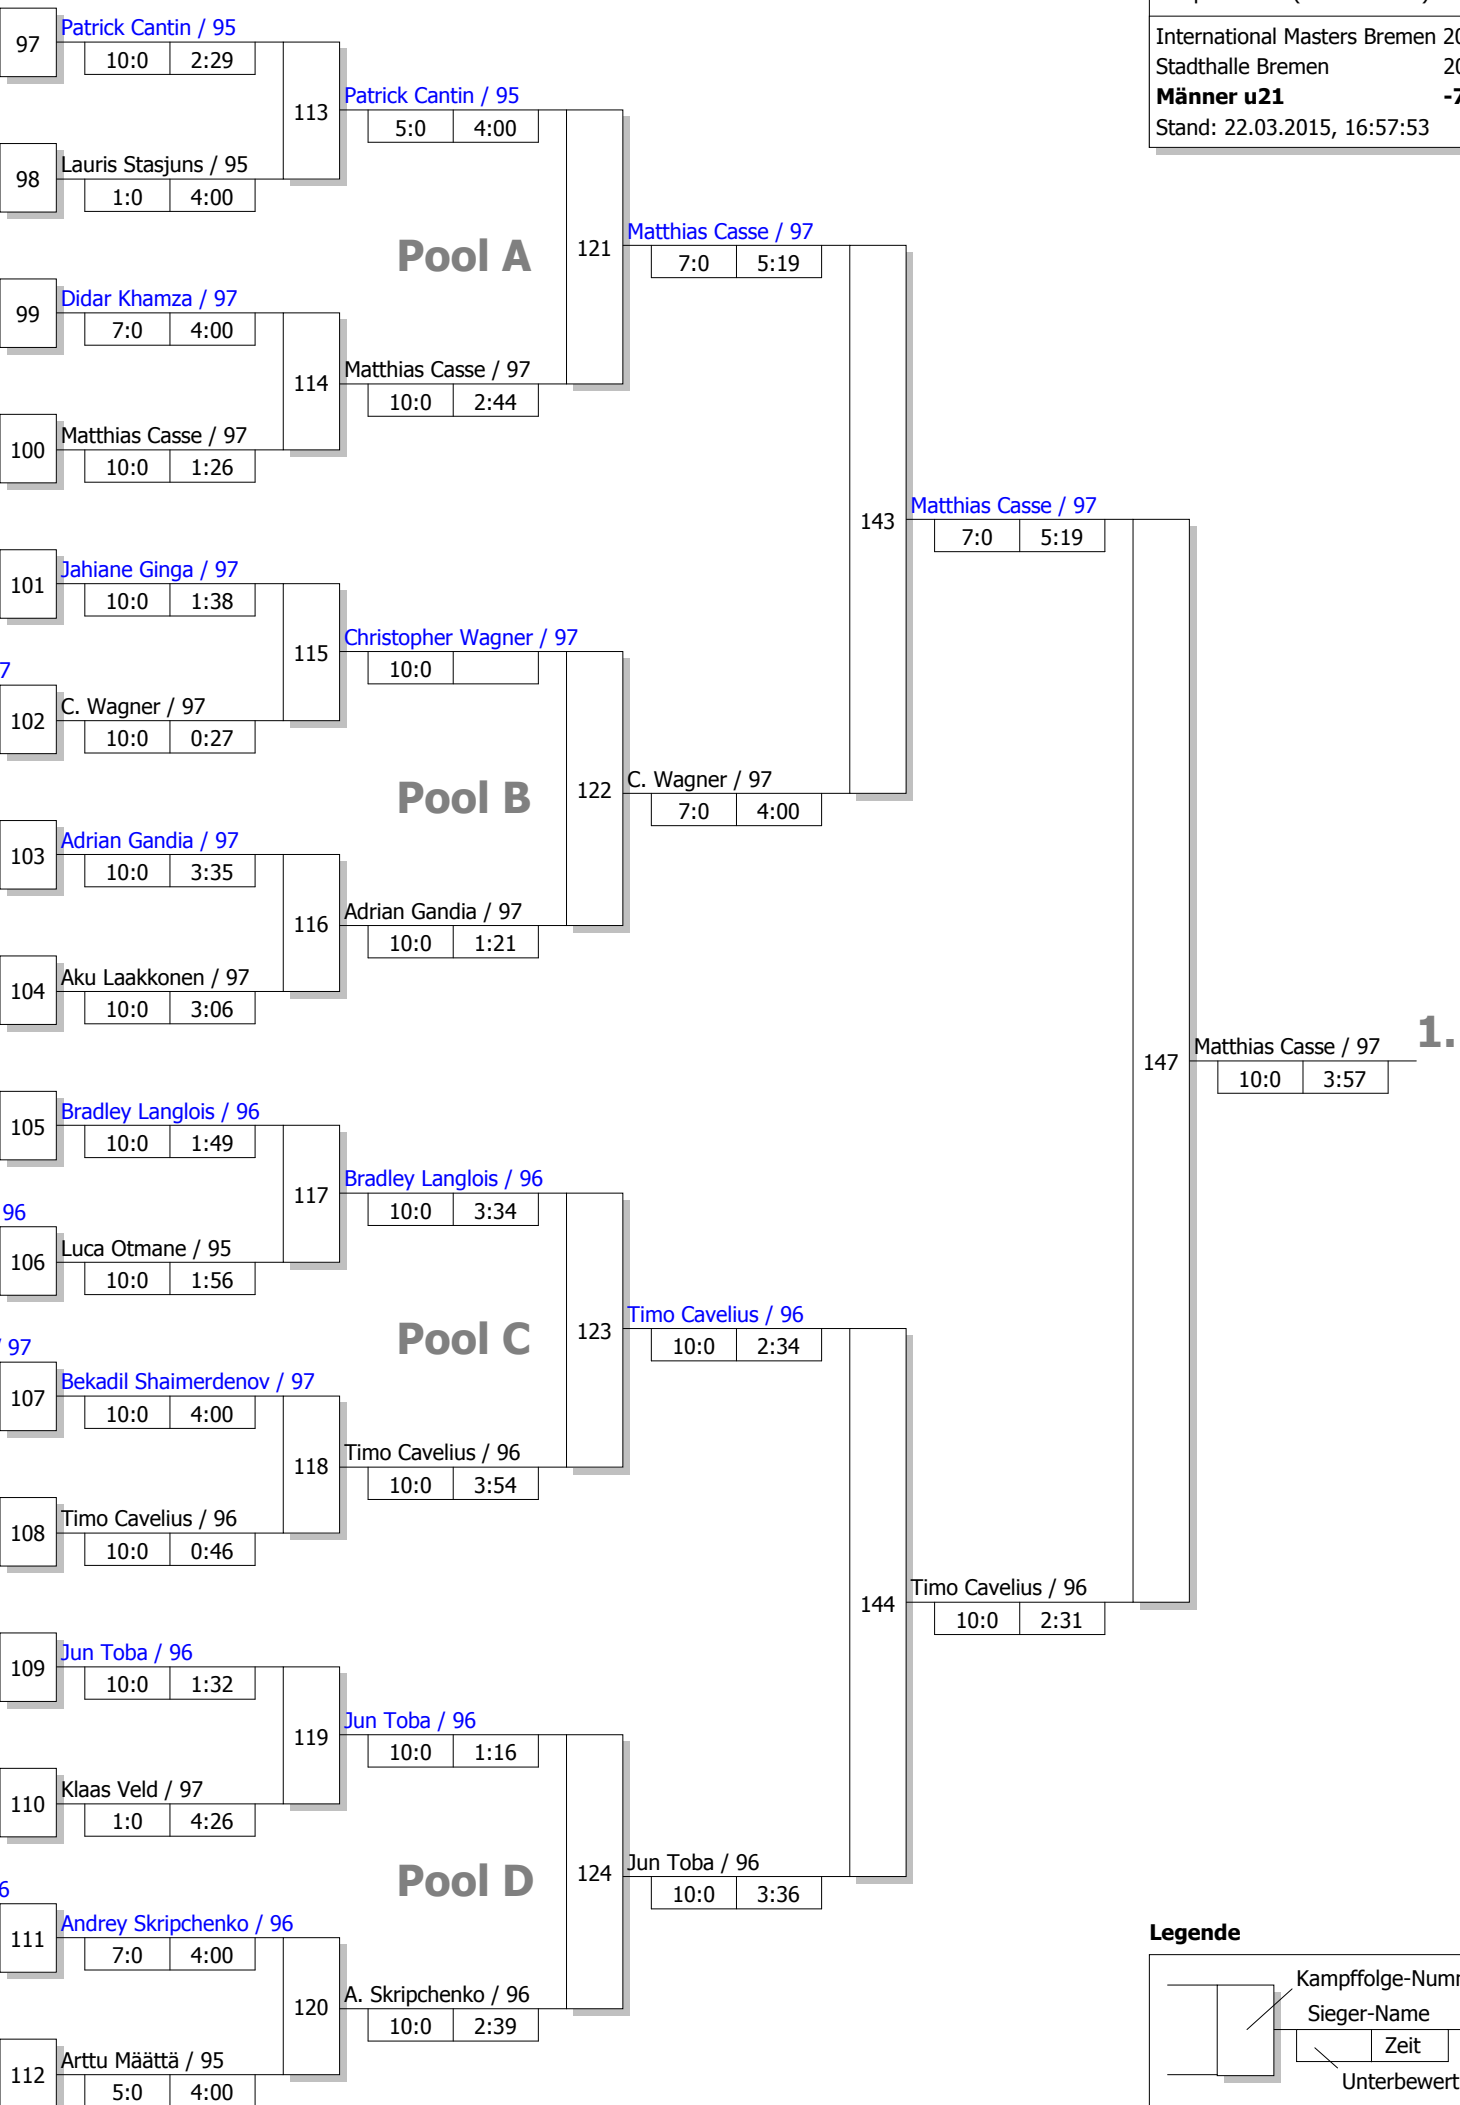 International Masters Bremen
Stadthalle Bremen
Männer u21
Stand: 22.03.2015, 16:57:53
97
Patrick Cantin / 95
10:0 2:29
113
Patrick Cantin / 95
5:0 4:00
98
Lauris Stasjuns / 95
1:0 4:00
Pool A
121
Matthias Casse / 97
7:0 5:19
99
Didar Khamza / 97
7:0 4:00
114
Matthias Casse / 97
10:0 2:44
100
Matthias Casse / 97
10:0 1:26
143
Matthias Casse / 97
7:0 5:19
101
Jahiane Ginga / 97
10:0 1:38
115
Christopher Wagner / 97
10:0
7
102
C. Wagner / 97
10:0 0:27
Pool B
122
C. Wagner / 97
7:0 4:00
103
Adrian Gandia / 97
10:0 3:35
116
Adrian Gandia / 97
10:0 1:21
104
Aku Laakkonen / 97
10:0 3:06
147
Matthias Casse / 97
1.
10:0 3:57
105
Bradley Langlois / 96
10:0 1:49
117
Bradley Langlois / 96
10:0 3:34
96
106
Luca Otmane / 95
10:0 1:56
Pool C
123
Timo Cavelius / 96
10:0 2:34
/ 97
107
Bekadil Shaimerdenov / 97
10:0 4:00
118
Timo Cavelius / 96
10:0 3:54
108
Timo Cavelius / 96
10:0 0:46
144
Timo Cavelius / 96
10:0 2:31
109
Jun Toba / 96
10:0 1:32
119
Jun Toba / 96
10:0 1:16
110
Klaas Veld / 97
1:0 4:26
Pool D
124
Jun Toba / 96
10:0 3:36
6
111
Andrey Skripchenko / 96
7:0 4:00
120
A. Skripchenko / 96
10:0 2:39
112
Arttu Määttä / 95
5:0 4:00
Legende
Sieger-Name
Zeit